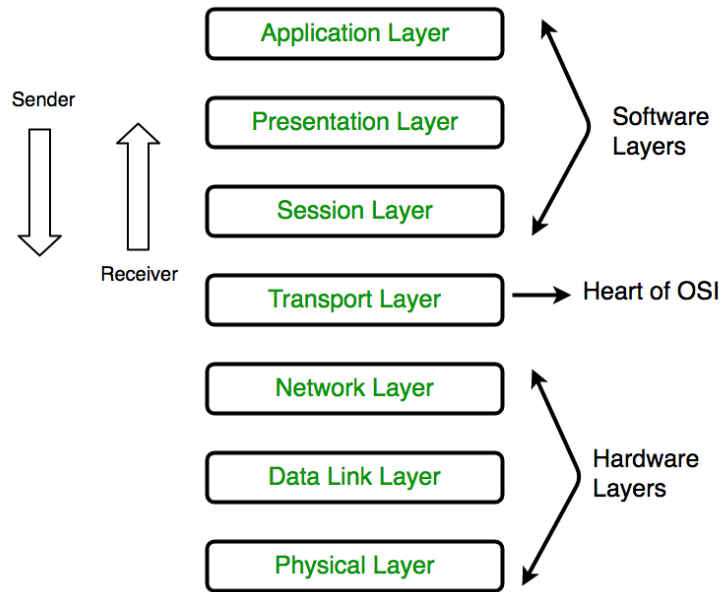 Application Layer
Sender
Presentation Layer
Software
Layers
Session Layer
Receiver
Transport Layer
Heart of OSI
Network Layer
Data Link Layer
Hardware
Layers
Physical Layer